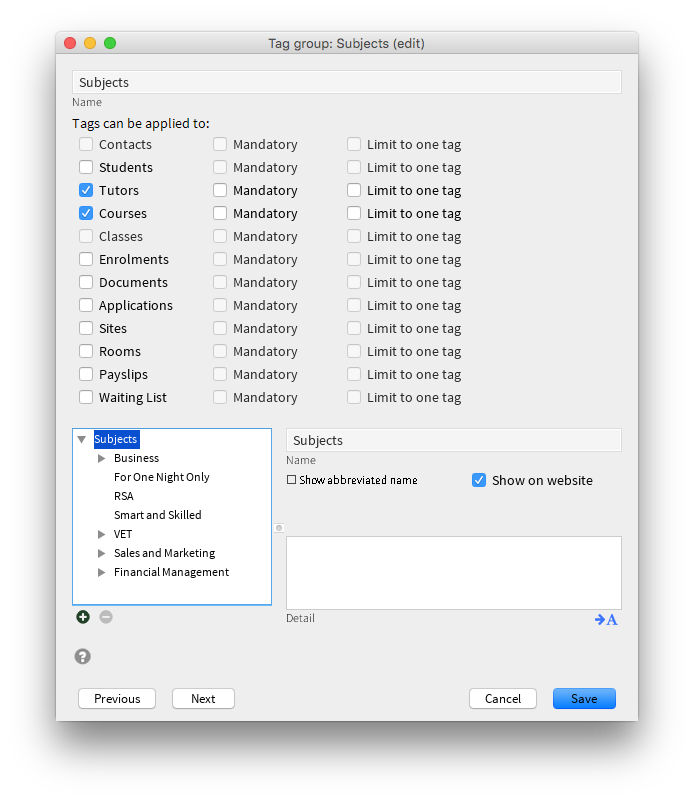 Tag group: Subjects (edit)
Subjects
Name
Tags can be applied to:
Contacts Mandatory Limit to one tag
Students Mandatory Limit to one tag
Tutors Mandatory Limit to one tag
Courses Mandatory Limit to one tag
Classes Mandatory Limit to one tag
Enrolments Mandatory Limit to one tag
Documents Mandatory Limit to one tag
Applications Mandatory Limit to one tag
Sites Mandatory Limit to one tag
Rooms Mandatory Limit to one tag
Payslips Mandatory Limit to one tag
Waiting List Mandatory Limit to one tag
Subjects
Business
For One Night Only
RSA
Smart and Skilled
VET
Sales and Marketing
Financial Management
Subjects
Name
Show abbreviated name Show on website
Detail
A
?
Previous Next Cancel Save